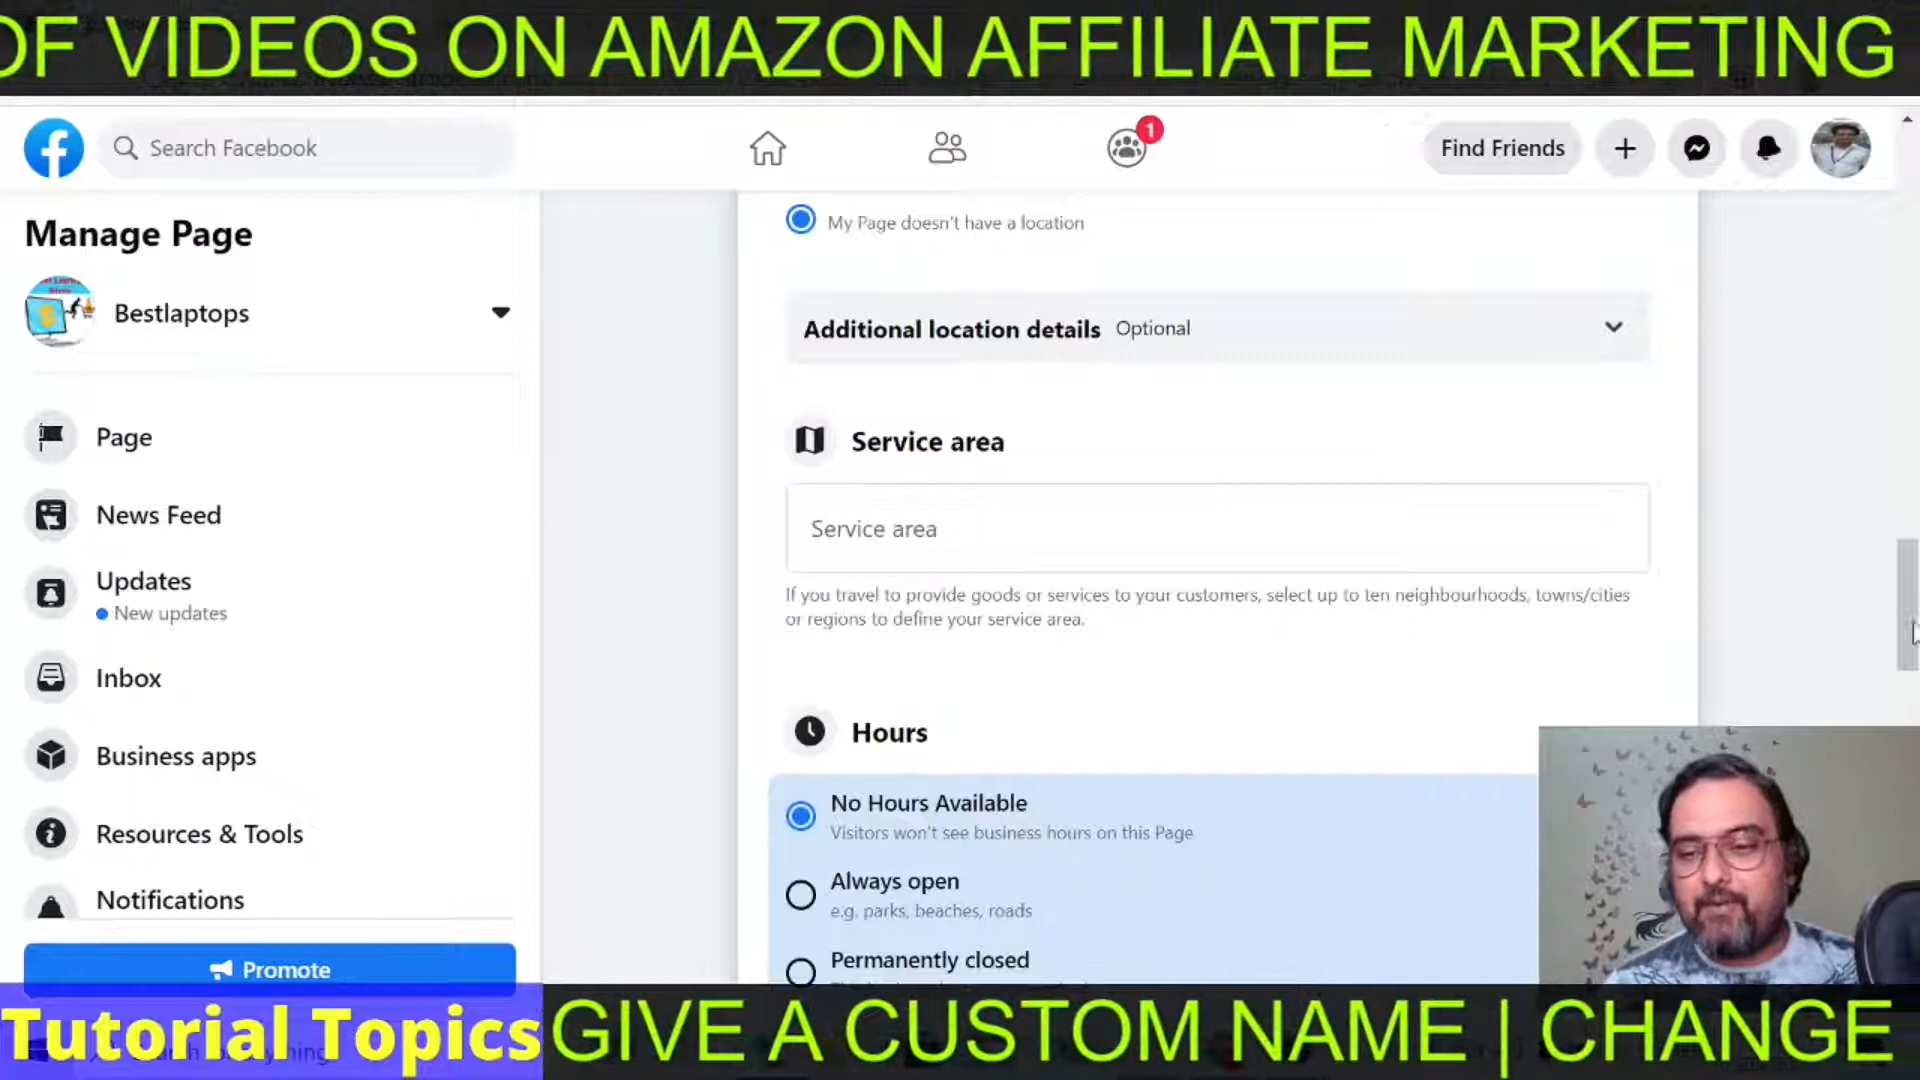 OF VIDEOS ON AMAZON AFFILIATE MARKETING
Search Facebook
1
Find Friends
Manage Page
Bestlaptops
Page
News Feed
Updates
New updates
Inbox
Business apps
Resources & Tools
Notifications
Promote
My Page doesn't have a location
Additional location details Optional
Service area
Service area
If you travel to provide goods or services to your customers, select up to ten neighbourhoods, towns/cities
or regions to define your service area.
Hours
No Hours Available
Visitors won't see business hours on this Page
Always open
e.g. parks, beaches, roads
Permanently closed
Tutorial Topics
GIVE A CUSTOM NAME | CHANGE